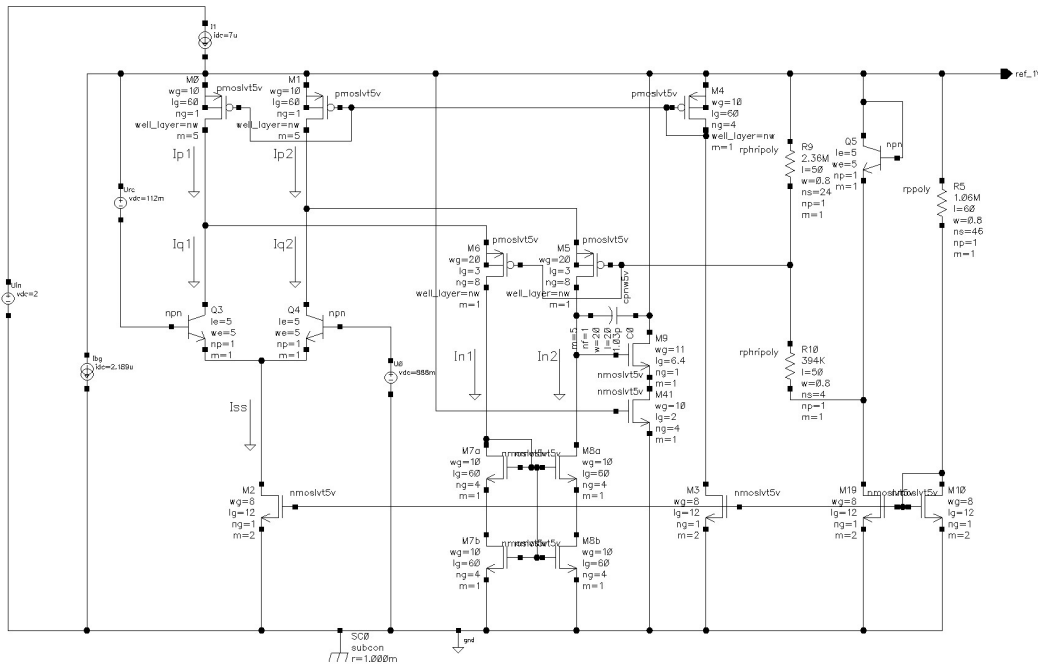 I1
idc=7u
ref_1V
M0
wg=10
lg=60
ng=1
well_layer=nw
m=5
pmoslvt5v
M1
wg=10
lg=60
ng=1
well_layer=nw
m=5
pmoslvt5v
pmoslvt5v
M4
wg=10
lg=60
ng=4
well_layer=nw
m=1
rphripoly
R9
2.36M
l=50
w=0.8
ns=24
np=1
m=1
Q5
le=5
we=5
np=1
m=1
npn
rppoly
R5
1.06M
l=60
w=0.8
ns=46
np=1
m=1
Ip1
Ip2
vdc=112m
Iq1
Iq2
vdc=2
npn
Q3
le=5
we=5
np=1
m=1
Q4
le=5
we=5
np=1
m=1
npn
M6
wg=20
lg=3
ng=8
well_layer=nw
m=1
pmoslvt5v
M5
wg=20
lg=3
ng=8
well_layer=nw
m=1
pmoslvt5v
cpnw5v
C0
1.03p
l=20
w=20
nf=1
m=5
M9
wg=11
lg=6.4
ng=1
m=1
nmoslvt5v
nmoslvt5v
M41
wg=10
lg=2
ng=4
m=1
rphripoly
R10
394K
l=50
w=0.8
ns=4
np=1
m=1
Ibg
idc=2.189u
U0
vdc=888m
In1
In2
Iss
M7a
wg=10
lg=60
ng=4
m=1
M8a
wg=10
lg=60
ng=4
m=1
M2
wg=8
lg=12
ng=1
m=2
nmoslvt5v
M3
wg=8
lg=12
ng=1
m=2
nmoslvt5v
M19
wg=8
lg=12
ng=1
m=2
M10
wg=8
lg=12
ng=1
m=2
M7b
wg=10
lg=60
ng=4
m=1
M8b
wg=10
lg=60
ng=4
m=1
SC0
subcon
r=1.000m
gnd